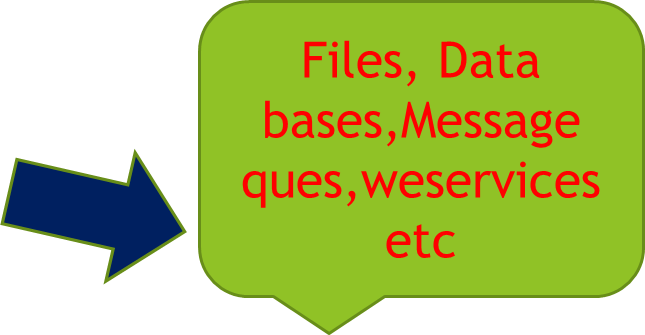 Files, Data
bases,Message
ques,weservices
etc